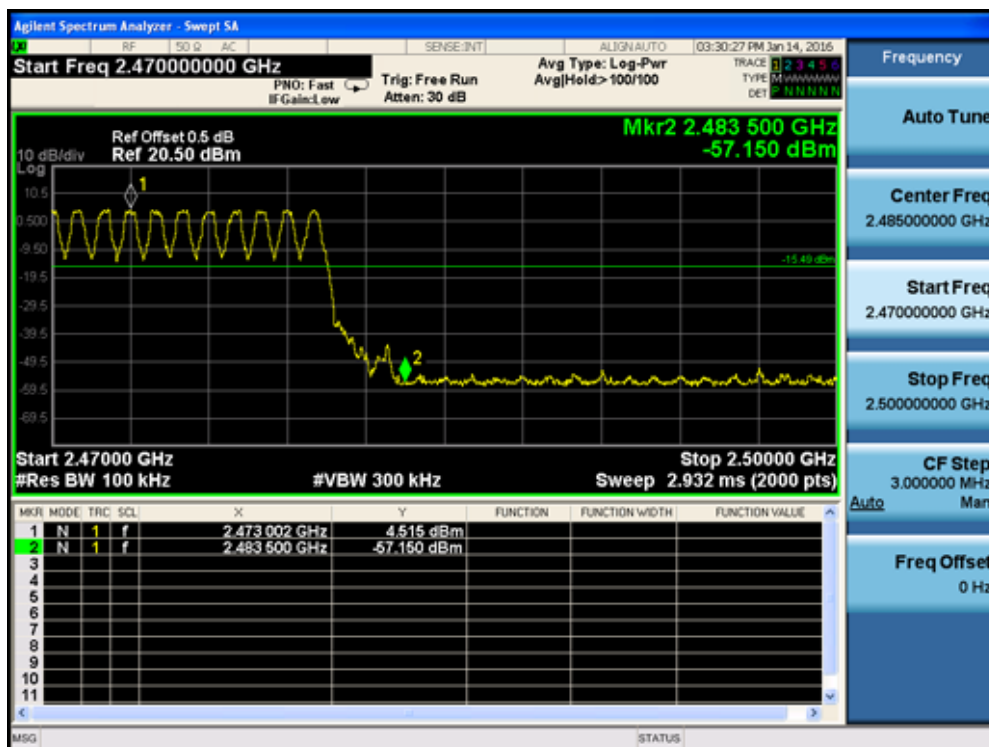 Agilent Spectrum Analyzer - Swept SA
RF 50 Ω AC SENSE:INT ALIGN AUTO 03:30:27 PM Jan 14, 2016
Start Freq 2.470000000 GHz
PNO: Fast
IFGain:Low
Trig: Free Run
Atten: 30 dB
Avg Type: Log-Pwr
Avg|Hold:>100/100
TRACE 1 2 3 4 5 6
TYPE M
DET P N N N N N
Ref Offset 0.5 dB
10 dB/div Ref 20.50 dBm
Log
Mkr2 2.483 500 GHz
-57.150 dBm
10.5
0.500
-9.50
-19.5
-29.5
-39.5
-49.5
-59.5
-69.5
1
2
-15.49 dBm
Start 2.47000 GHz Stop 2.50000 GHz
#Res BW 100 kHz #VBW 300 kHz Sweep 2.932 ms (2000 pts)
MKR MODE TRC SCL X Y FUNCTION FUNCTION WIDTH FUNCTION VALUE
1 N 1 f 2.473 002 GHz 4.515 dBm
2 N 1 f 2.483 500 GHz -57.150 dBm
3
4
5
6
7
8
9
10
11
MSG STATUS
Frequency
Auto Tune
Center Freq
2.485000000 GHz
Start Freq
2.470000000 GHz
Stop Freq
2.500000000 GHz
CF Step
3.000000 MHz
Auto Man
Freq Offset
0 Hz